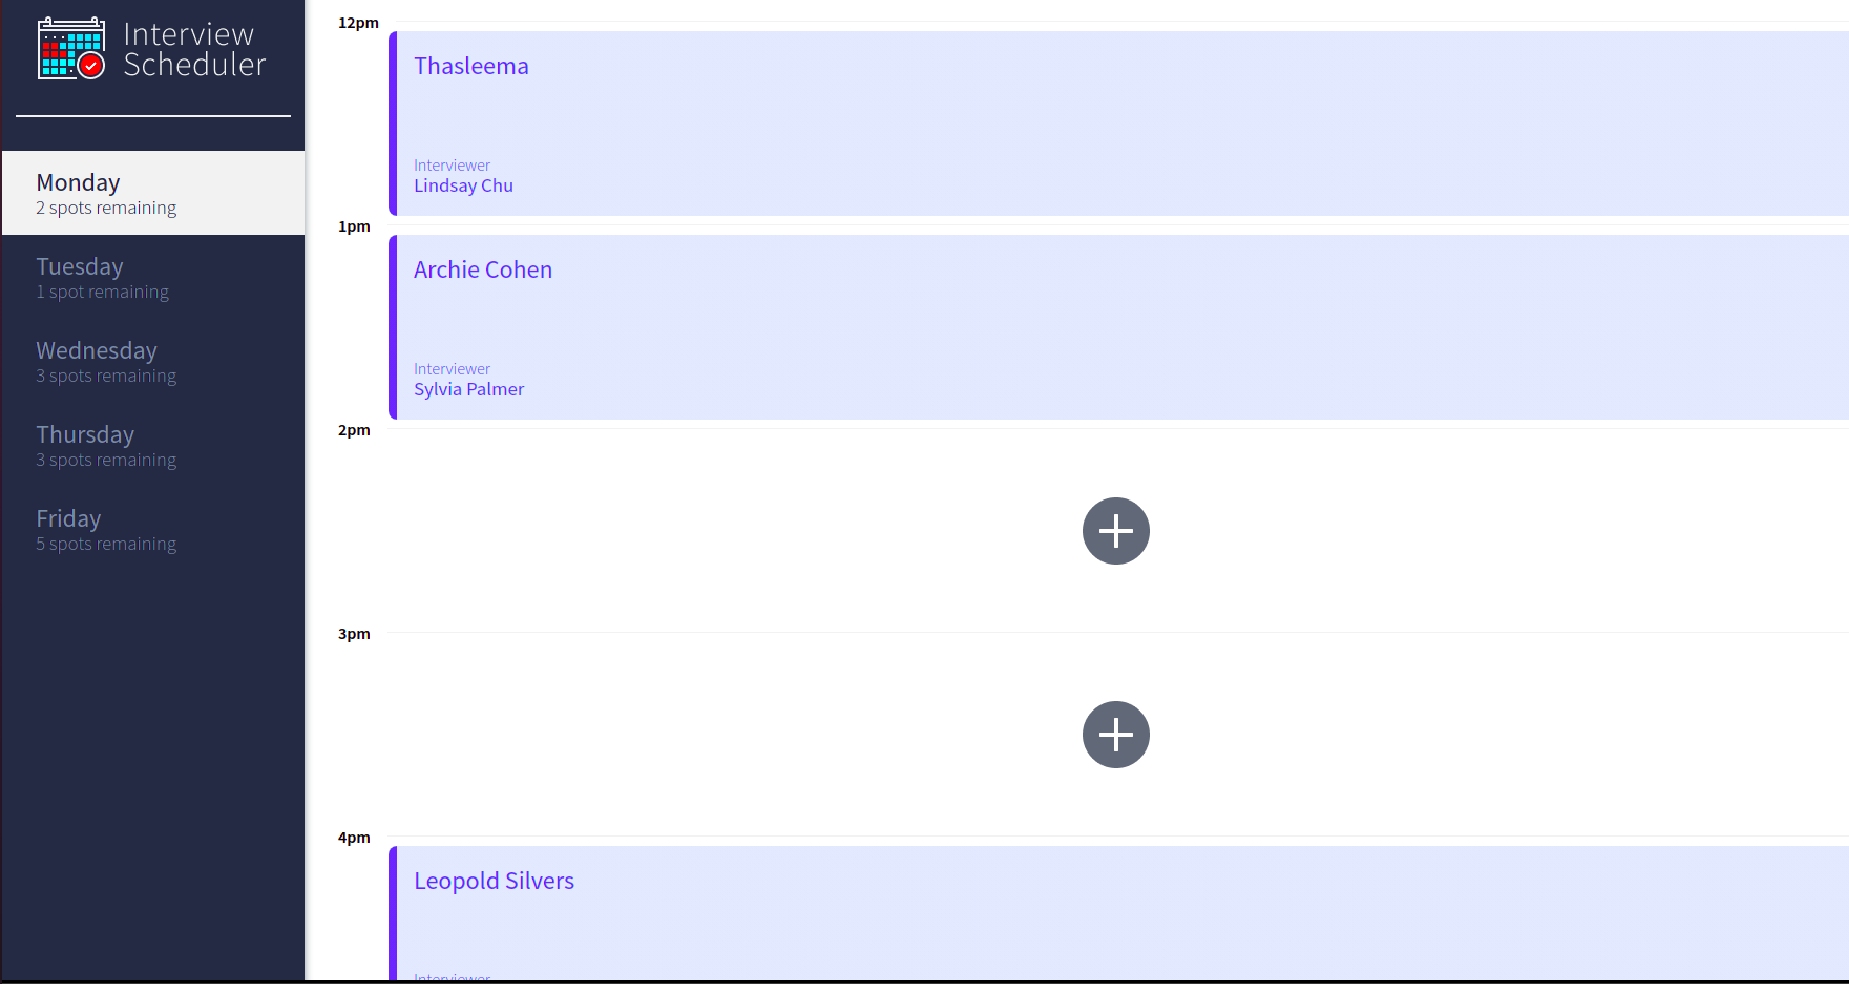 Interview
Scheduler
Monday
2 spots remaining
Tuesday
1 spot remaining
Wednesday
3 spots remaining
Thursday
3 spots remaining
Friday
5 spots remaining
12pm
Thasleema
Interviewer
Lindsay Chu
1pm
Archie Cohen
Interviewer
Sylvia Palmer
2pm
3pm
4pm
Leopold Silvers
Interviewer